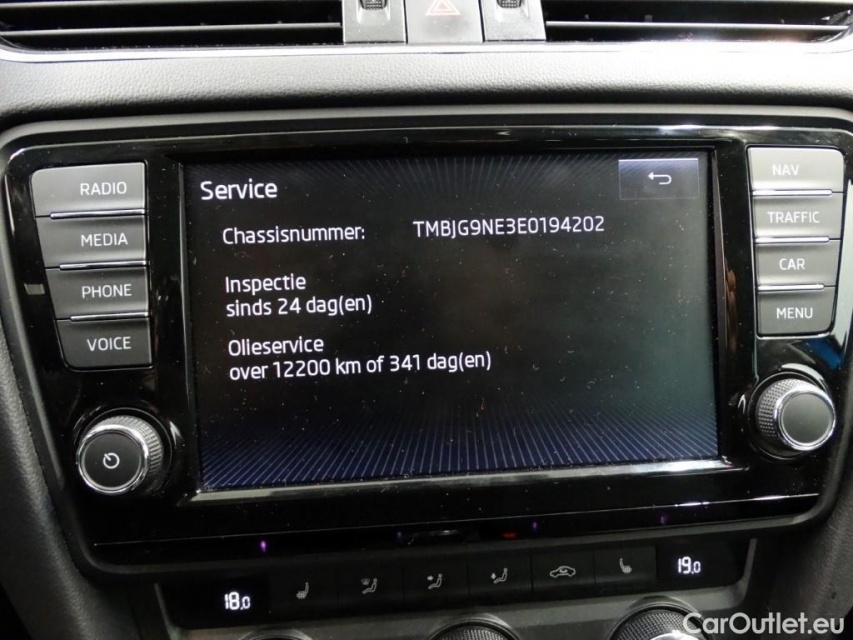 RADIO
MEDIA
PHONE
VOICE
Service
Chassisnummer: TMBJG9NE3E0194202
Inspectie
sinds 24 dag(en)
Olieservice
over 12200 km of 341 dag(en)
NAV
TRAFFIC
CAR
MENU
18.0
19.0
CarOutlet.eu